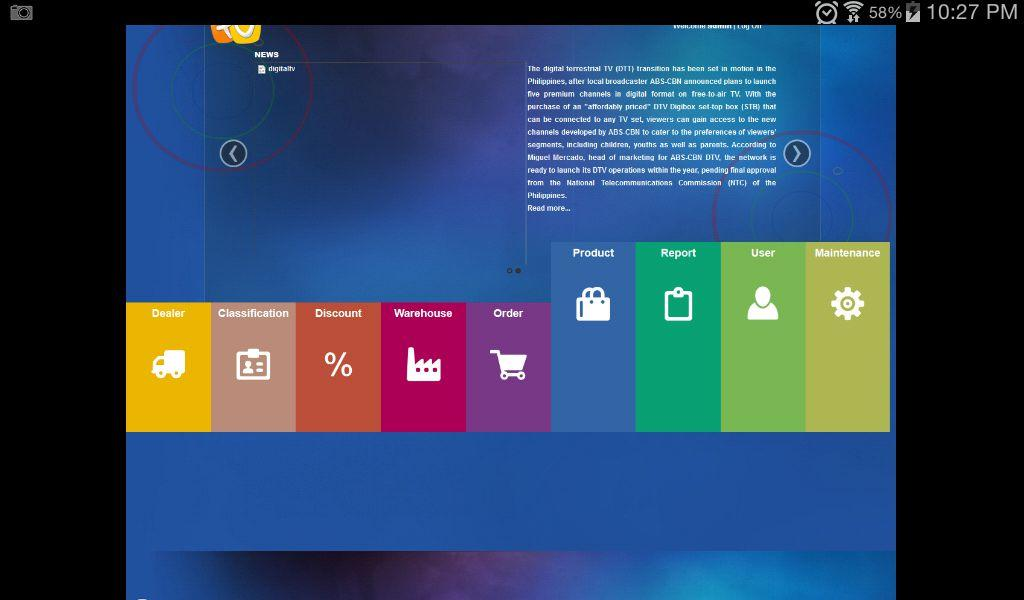 58% 10:27 PM
Welcome admin | Log Off
NEWS
digitaltv
The digital terrestrial TV (DTT) transition has been set in motion in the
Philippines, after local broadcaster ABS-CBN announced plans to launch
five premium channels in digital format on free-to-air TV. With the
purchase of an "affordably priced" DTV Digibox set-top box (STB) that
can be connected to any TV set, viewers can gain access to the new
channels developed by ABS-CBN to cater to the preferences of viewers'
segments, including children, youths as well as parents. According to
Miguel Mercado, head of marketing for ABS-CBN DTV, the network is
ready to launch its DTV operations within the year, pending final approval
from the National Telecommunications Commission (NTC) of the
Philippines.
Read more...
Product Report User Maintenance
Dealer Classification Discount Warehouse Order
%